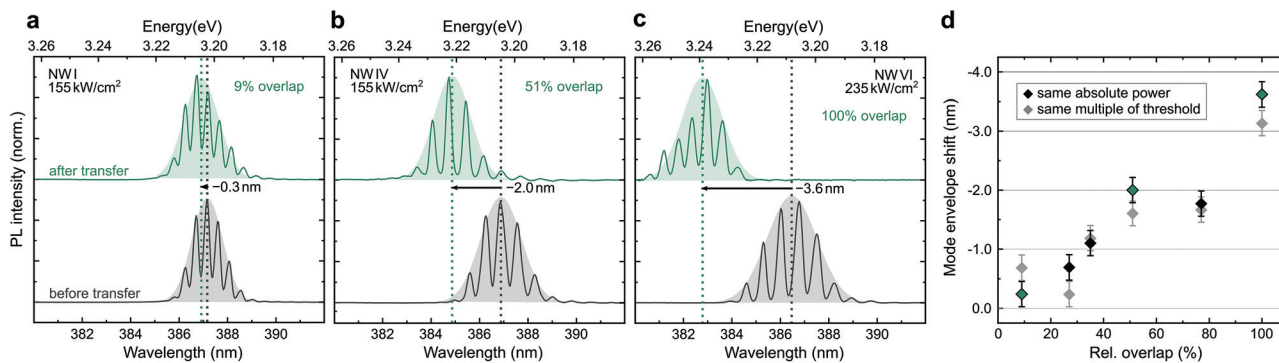 a
Energy(eV)
3.26 3.24 3.22 3.20 3.18
NW I
155 kW/cm²
9% overlap
after transfer
−0.3 nm
before transfer
PL intensity (norm.)
382 384 386 388 390
Wavelength (nm)
b
Energy(eV)
3.26 3.24 3.22 3.20 3.18
NW IV
155 kW/cm²
51% overlap
−2.0 nm
382 384 386 388 390
Wavelength (nm)
c
Energy(eV)
3.26 3.24 3.22 3.20 3.18
NW VI
235 kW/cm²
100% overlap
−3.6 nm
382 384 386 388 390
Wavelength (nm)
d
Mode envelope shift (nm)
-4.0
-3.0
-2.0
-1.0
0.0
same absolute power
same multiple of threshold
0 20 40 60 80 100
Rel. overlap (%)